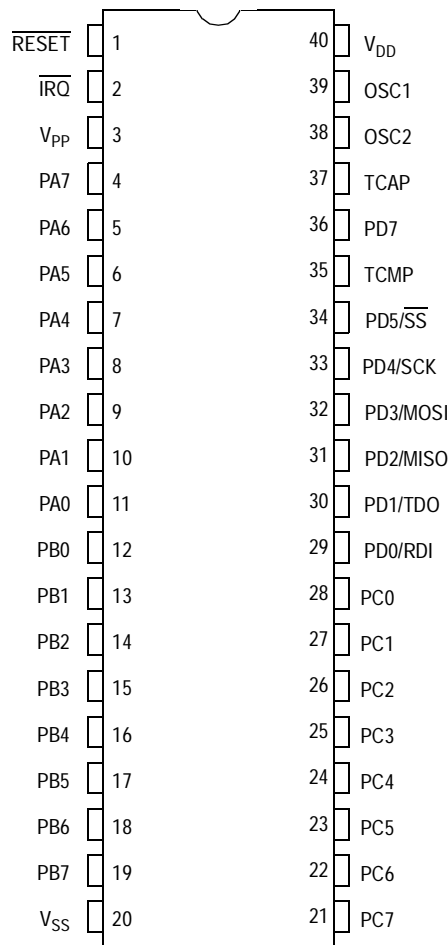 R̅E̅S̅E̅T̅ 1 40 VDD
I̅R̅Q̅ 2 39 OSC1
VPP 3 38 OSC2
PA7 4 37 TCAP
PA6 5 36 PD7
PA5 6 35 TCMP
PA4 7 34 PD5/S̅S̅
PA3 8 33 PD4/SCK
PA2 9 32 PD3/MOSI
PA1 10 31 PD2/MISO
PA0 11 30 PD1/TDO
PB0 12 29 PD0/RDI
PB1 13 28 PC0
PB2 14 27 PC1
PB3 15 26 PC2
PB4 16 25 PC3
PB5 17 24 PC4
PB6 18 23 PC5
PB7 19 22 PC6
VSS 20 21 PC7